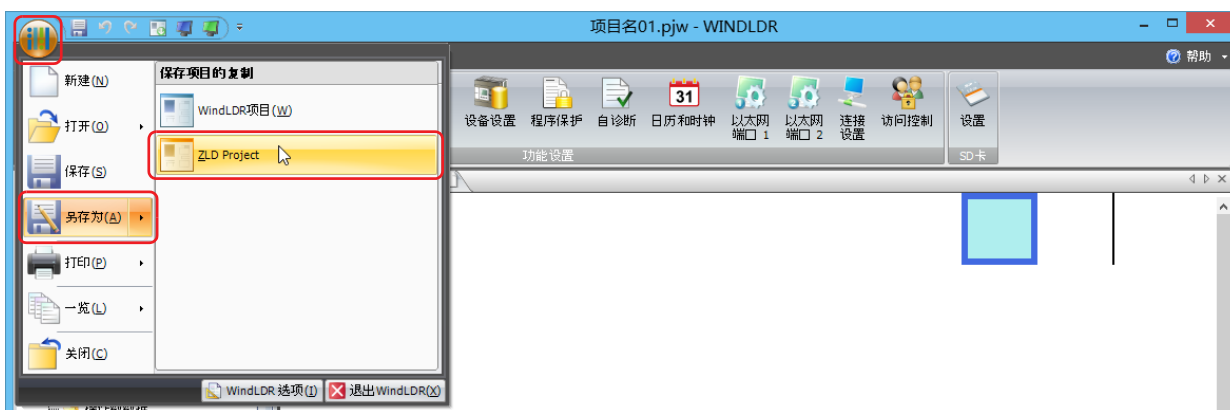 项目名01.pjw - WINDLDR
帮助
新建(N)
打开(O)
保存(S)
另存为(A)
打印(P)
一览(L)
关闭(C)
保存项目的复制
WindLDR项目(W)
ZLD Project
WindLDR 选项(I)
退出WindLDR(X)
设备设置
程序保护
自诊断
31
日历和时钟
以太网
端口 1
以太网
端口 2
连接
设置
访问控制
功能设置
设置
SD卡